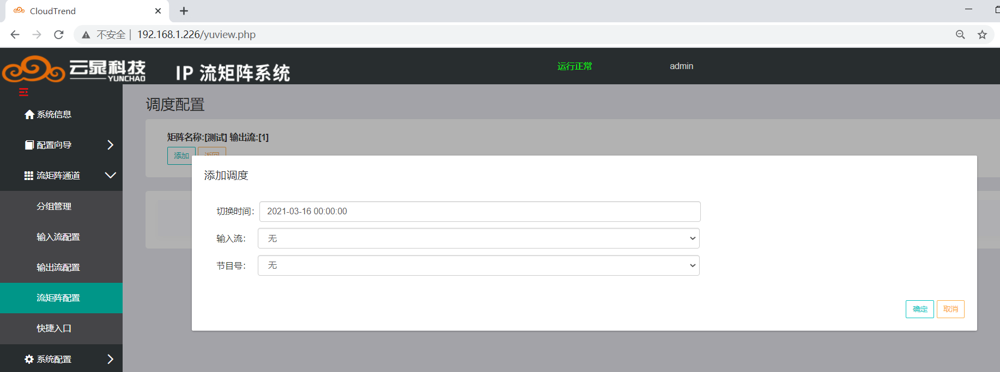 CloudTrend
不安全 | 192.168.1.226/yuview.php
云晁科技
YUNCHAO
IP 流矩阵系统
运行正常
admin
系统信息
配置向导
流矩阵通道
分组管理
输入流配置
输出流配置
流矩阵配置
快捷入口
系统配置
调度配置
矩阵名称:[测试] 输出流:[1]
添加 返回
添加调度
切换时间: 2021-03-16 00:00:00
输入流: 无
节目号: 无
确定 取消